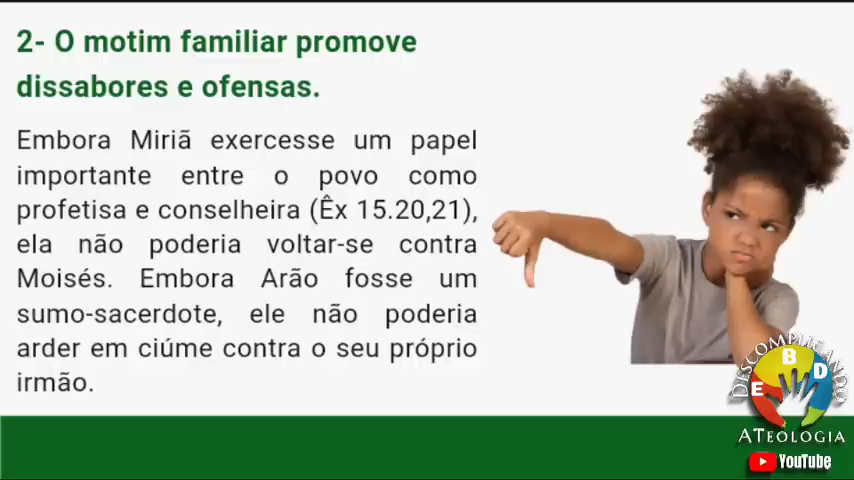 2- O motim familiar promove
dissabores e ofensas.
Embora Miriã exercesse um papel
importante entre o povo como
profetisa e conselheira (Êx 15.20,21),
ela não poderia voltar-se contra
Moisés. Embora Arão fosse um
sumo-sacerdote, ele não poderia
arder em ciúme contra o seu próprio
irmão.
DESCOMPLICANDO
EBD
ATEOLOGIA
YouTube